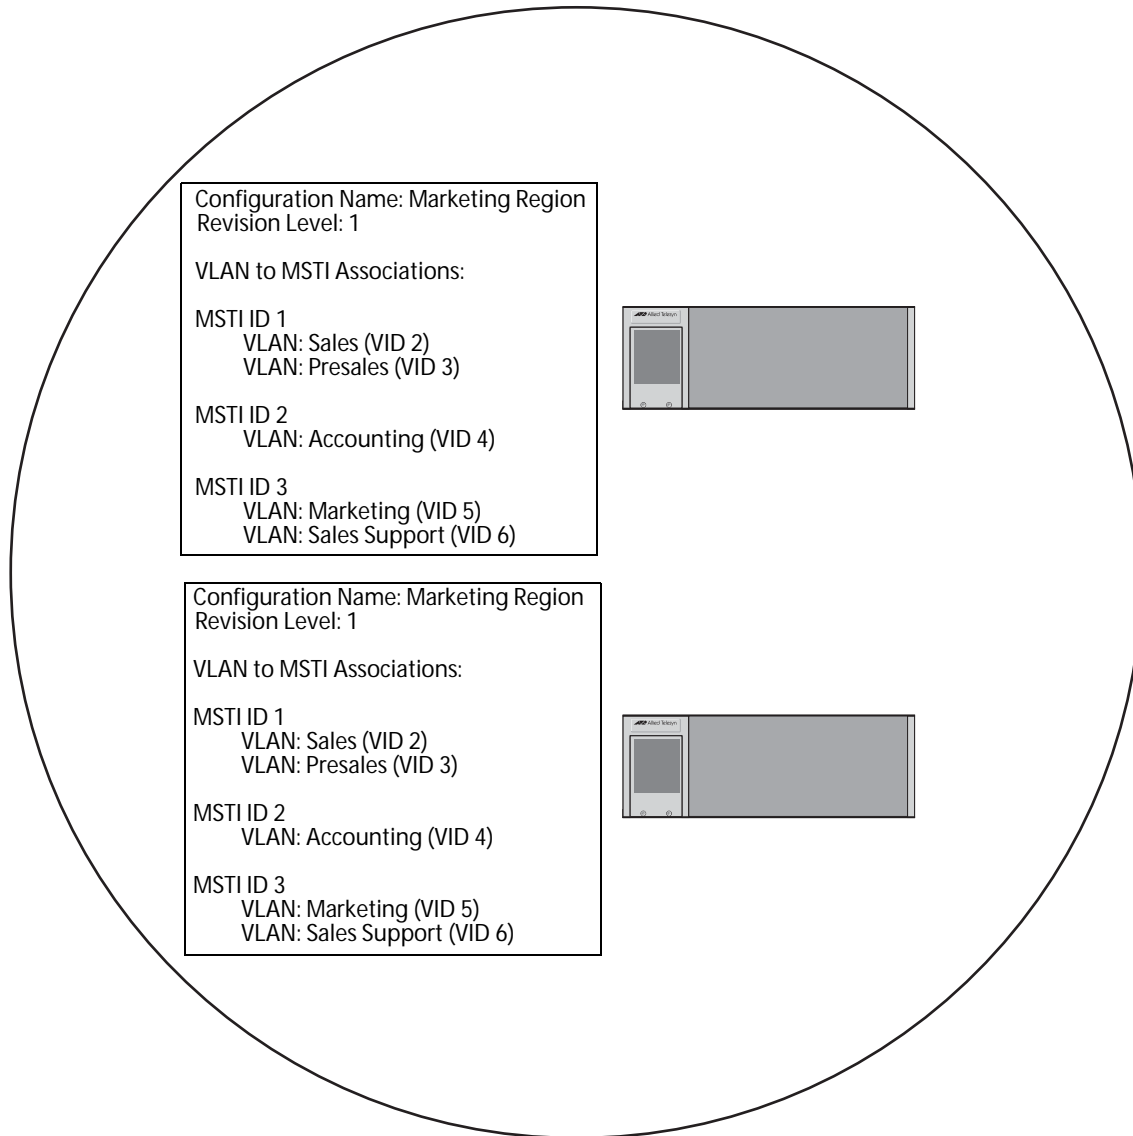 Configuration Name: Marketing Region
Revision Level: 1
VLAN to MSTI Associations:
MSTI ID 1
VLAN: Sales (VID 2)
VLAN: Presales (VID 3)
MSTI ID 2
VLAN: Accounting (VID 4)
MSTI ID 3
VLAN: Marketing (VID 5)
VLAN: Sales Support (VID 6)
Allied Telesyn
Configuration Name: Marketing Region
Revision Level: 1
VLAN to MSTI Associations:
MSTI ID 1
VLAN: Sales (VID 2)
VLAN: Presales (VID 3)
MSTI ID 2
VLAN: Accounting (VID 4)
MSTI ID 3
VLAN: Marketing (VID 5)
VLAN: Sales Support (VID 6)
Allied Telesyn